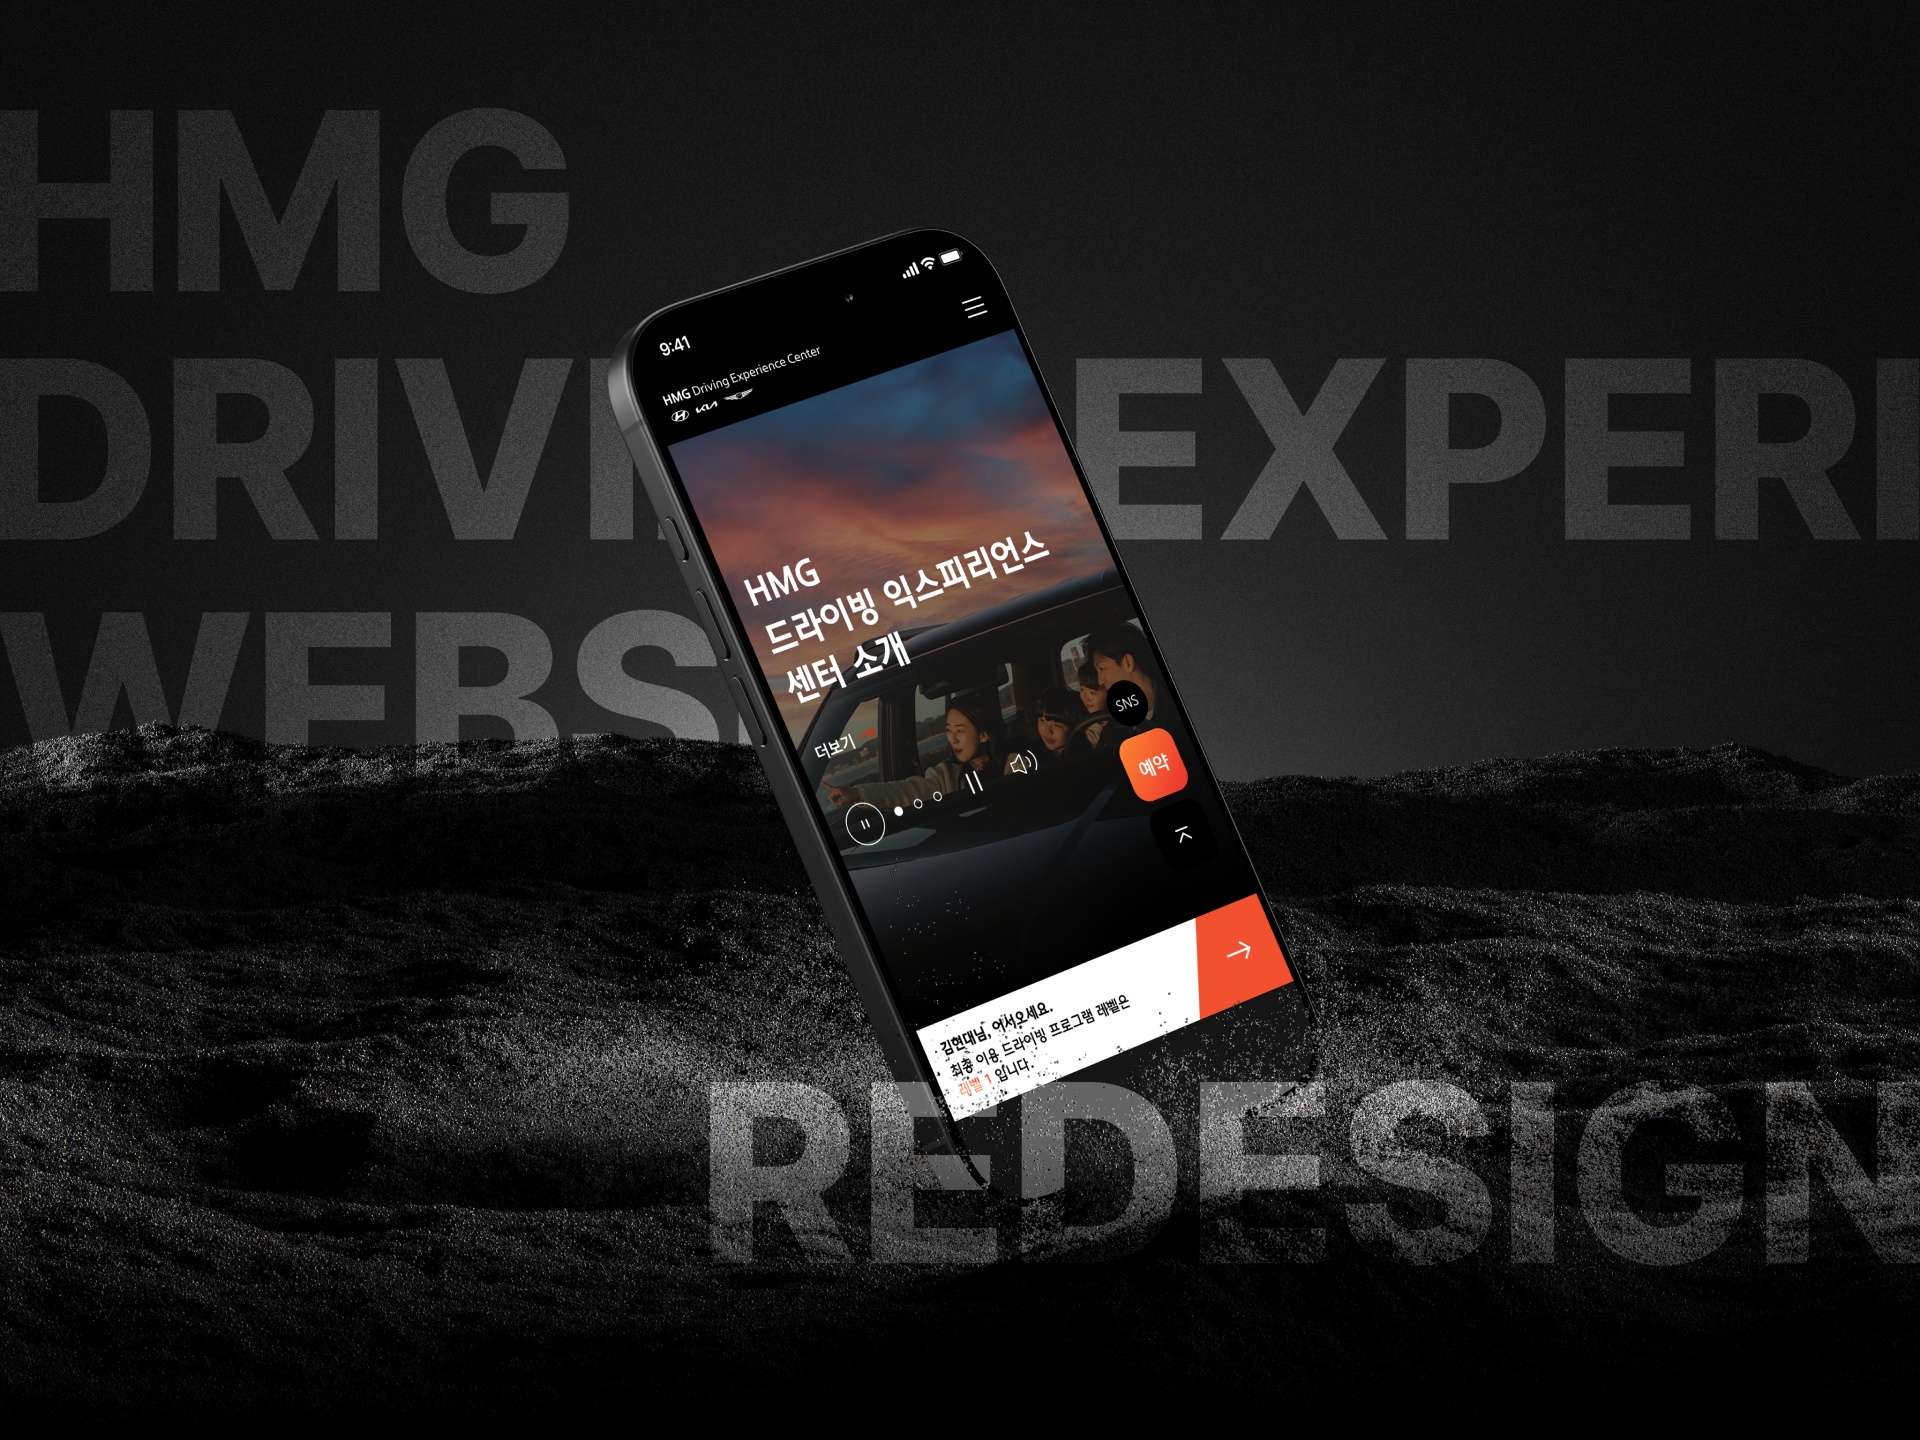 HMG
DRIVI EXPERI
WEBS
9:41
HMG Driving Experience Center
KIA
HMG
드라이빙 익스피리언스
센터 소개
더보기
SNS
예약
김현대님, 어서오세요.
최종 이용 드라이빙 프로그램 레벨은
레벨 1 입니다.
REDESIGN